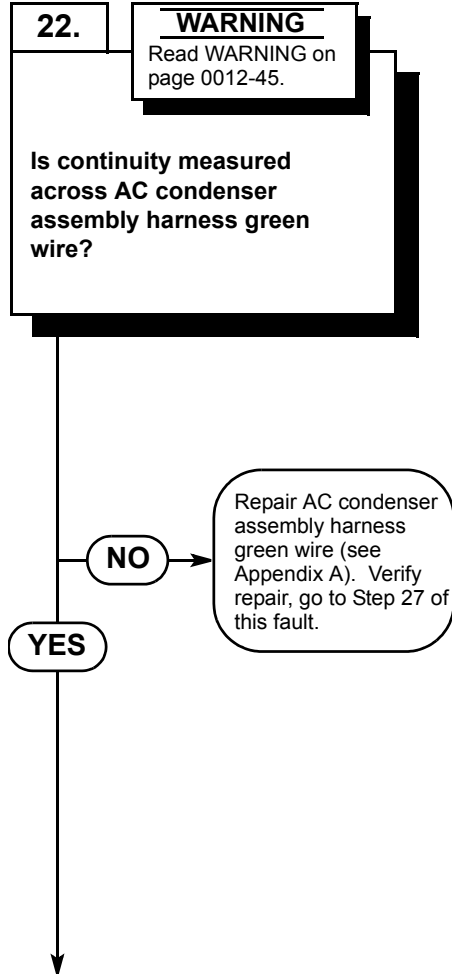 22.
WARNING
Read WARNING on
page 0012-45.
Is continuity measured
across AC condenser
assembly harness green
wire?
NO
Repair AC condenser
assembly harness
green wire (see
Appendix A).  Verify
repair, go to Step 27 of
this fault.
YES